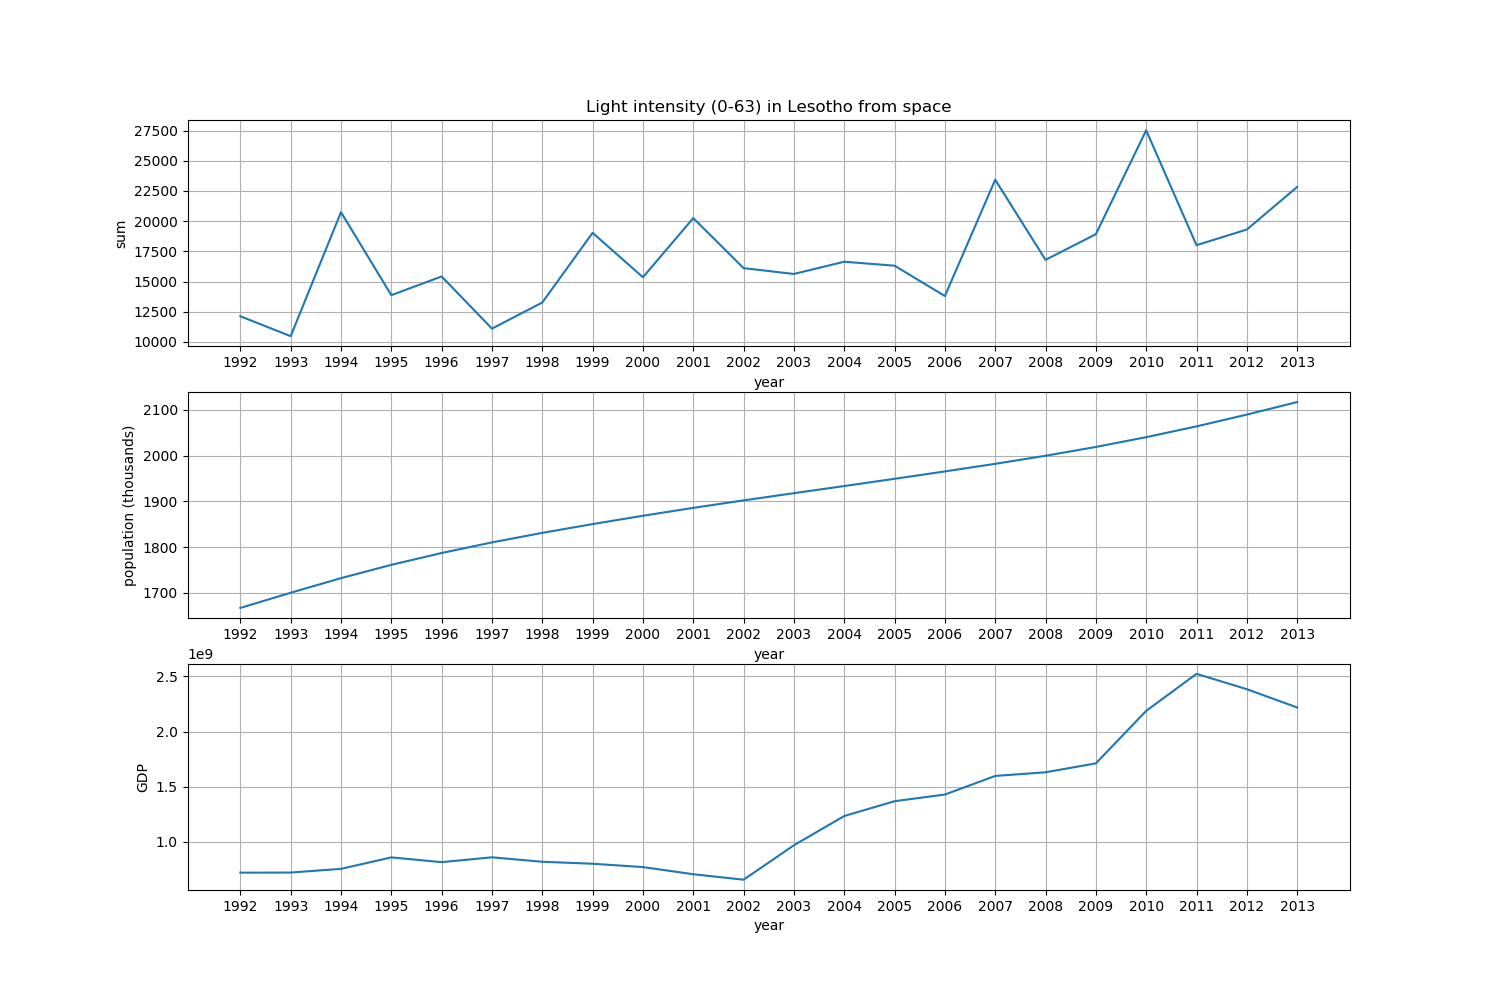 Light intensity (0-63) in Lesotho from space
27500
25000
22500
20000
17500
15000
12500
10000
sum
1992 1993 1994 1995 1996 1997 1998 1999 2000 2001 2002 2003 2004 2005 2006 2007 2008 2009 2010 2011 2012 2013
year
2100
2000
1900
1800
1700
population (thousands)
1992 1993 1994 1995 1996 1997 1998 1999 2000 2001 2002 2003 2004 2005 2006 2007 2008 2009 2010 2011 2012 2013
year
1e9
2.5
2.0
1.5
1.0
GDP
1992 1993 1994 1995 1996 1997 1998 1999 2000 2001 2002 2003 2004 2005 2006 2007 2008 2009 2010 2011 2012 2013
year